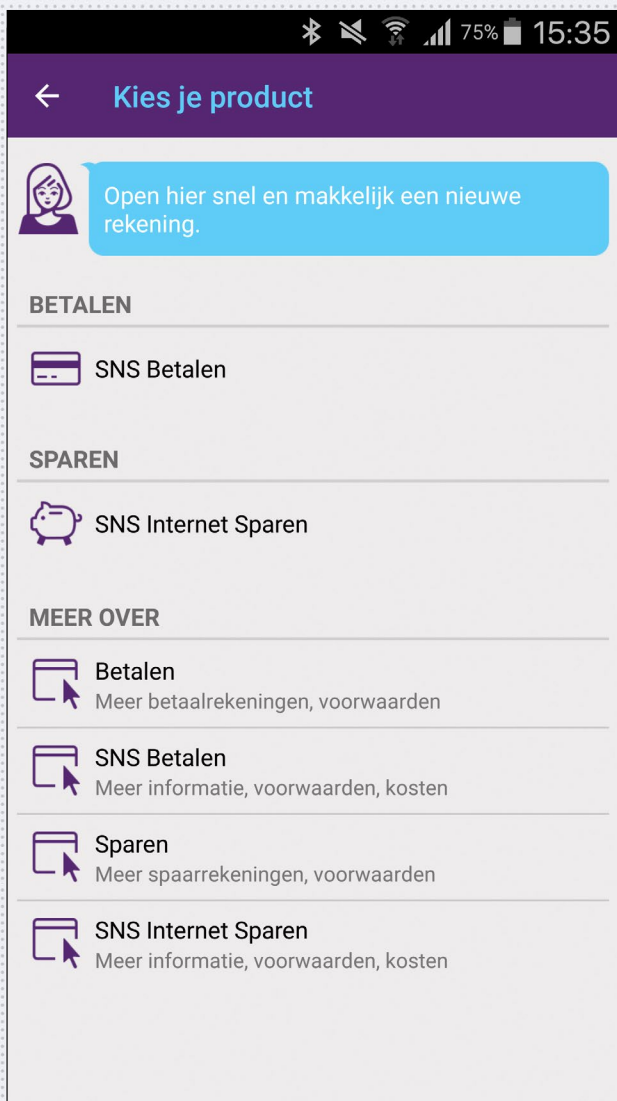 75% 15:35
Kies je product
Open hier snel en makkelijk een nieuwe
rekening.
BETALEN
SNS Betalen
SPAREN
SNS Internet Sparen
MEER OVER
Betalen
Meer betaalrekeningen, voorwaarden
SNS Betalen
Meer informatie, voorwaarden, kosten
Sparen
Meer spaarrekeningen, voorwaarden
SNS Internet Sparen
Meer informatie, voorwaarden, kosten